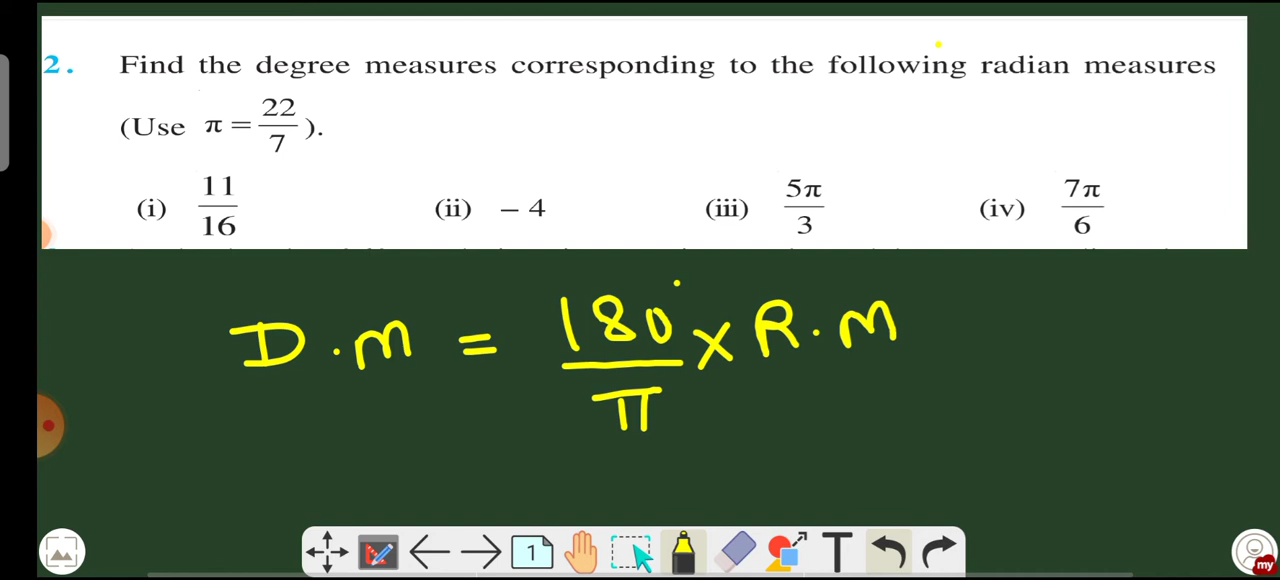 2. Find the degree measures corresponding to the following radian measures
(Use π = 22/7 ).
(i) 11/16 (ii) – 4 (iii) 5π/3 (iv) 7π/6
D.M = 180°/π × R.M
1 T my